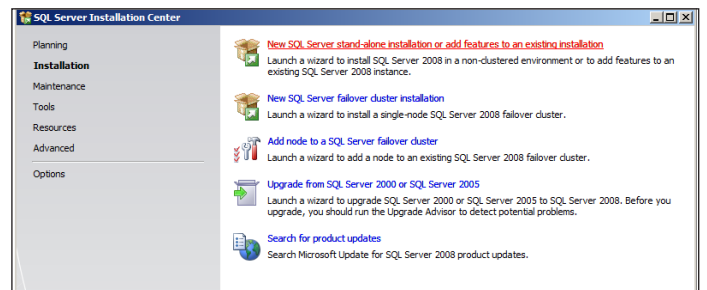 SQL Server Installation Center
Planning
Installation
Maintenance
Tools
Resources
Advanced
Options
New SQL Server stand-alone installation or add features to an existing installation
Launch a wizard to install SQL Server 2008 in a non-clustered environment or to add features to an
existing SQL Server 2008 instance.
New SQL Server failover cluster installation
Launch a wizard to install a single-node SQL Server 2008 failover cluster.
Add node to a SQL Server failover cluster
Launch a wizard to add a node to an existing SQL Server 2008 failover cluster.
Upgrade from SQL Server 2000 or SQL Server 2005
Launch a wizard to upgrade SQL Server 2000 or SQL Server 2005 to SQL Server 2008. Before you
upgrade, you should run the Upgrade Advisor to detect potential problems.
Search for product updates
Search Microsoft Update for SQL Server 2008 product updates.